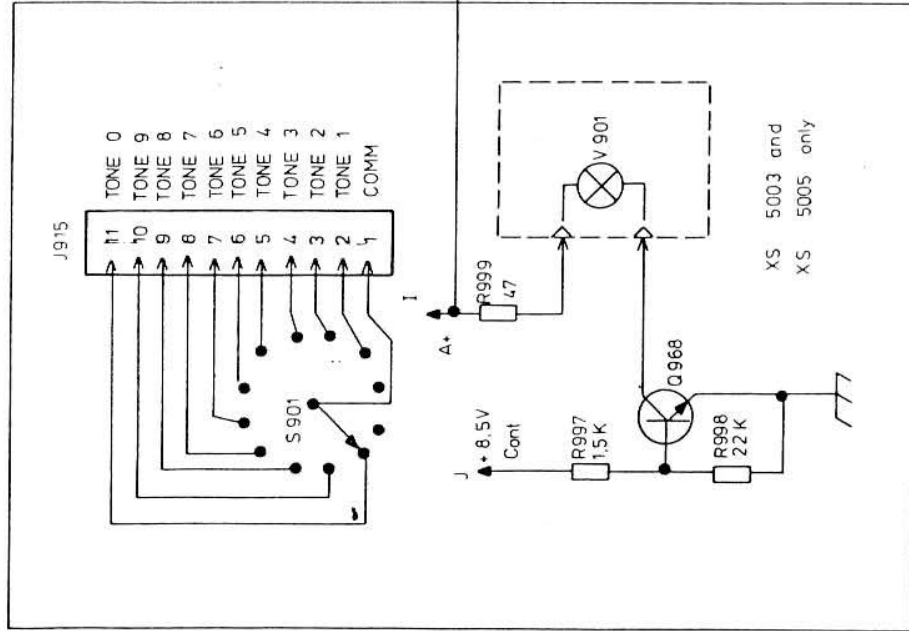 J915
11 TONE 0
10 TONE 9
9 TONE 8
8 TONE 7
7 TONE 6
6 TONE 5
5 TONE 4
4 TONE 3
3 TONE 2
2 TONE 1
1 COMM
S901
I
A+
R999
47
V901
J +8.5V
Cont
R997
1,5K
Q968
R998
22K
XS 5003 and
XS 5005 only